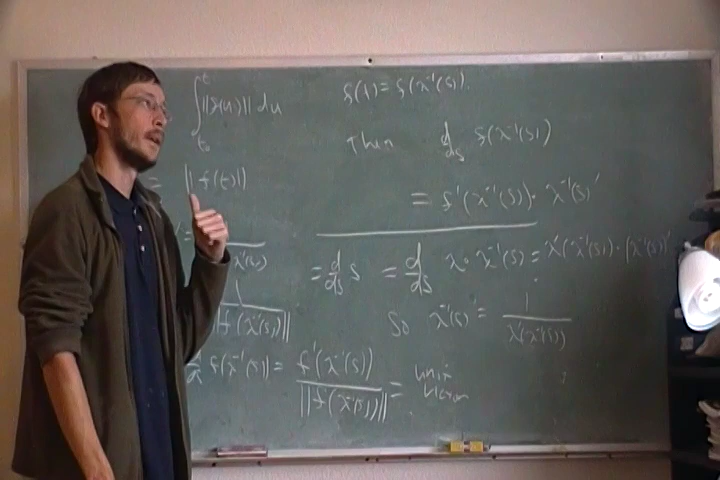 ∫_{t₀}^{t} ||f(u)|| du
= ||f(t)||
f(t) = f(λ⁻¹(s)).
Then d/ds f(λ⁻¹(s))
= f'(λ⁻¹(s)) · λ⁻¹(s)'
= d/ds s = d/ds λ∘λ⁻¹(s) = λ'(λ⁻¹(s)) · (λ⁻¹(s))'
So λ⁻¹(s)' = 1 / λ'(λ⁻¹(s))
1 / ||f'(λ⁻¹(s))||
f(λ⁻¹(s)) = f'(λ⁻¹(s)) / ||f'(λ⁻¹(s))|| = unit vector